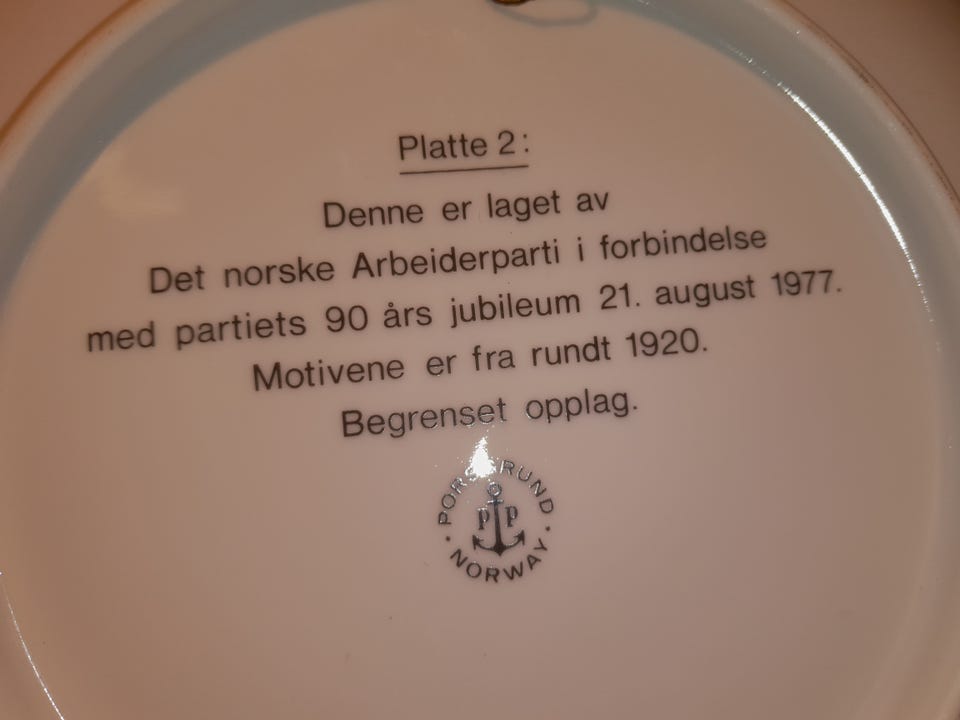 Platte 2:
Denne er laget av
Det norske Arbeiderparti i forbindelse
med partiets 90 års jubileum 21. august 1977.
Motivene er fra rundt 1920.
Begrenset opplag.
PORSGRUND
P P
· NORWAY ·